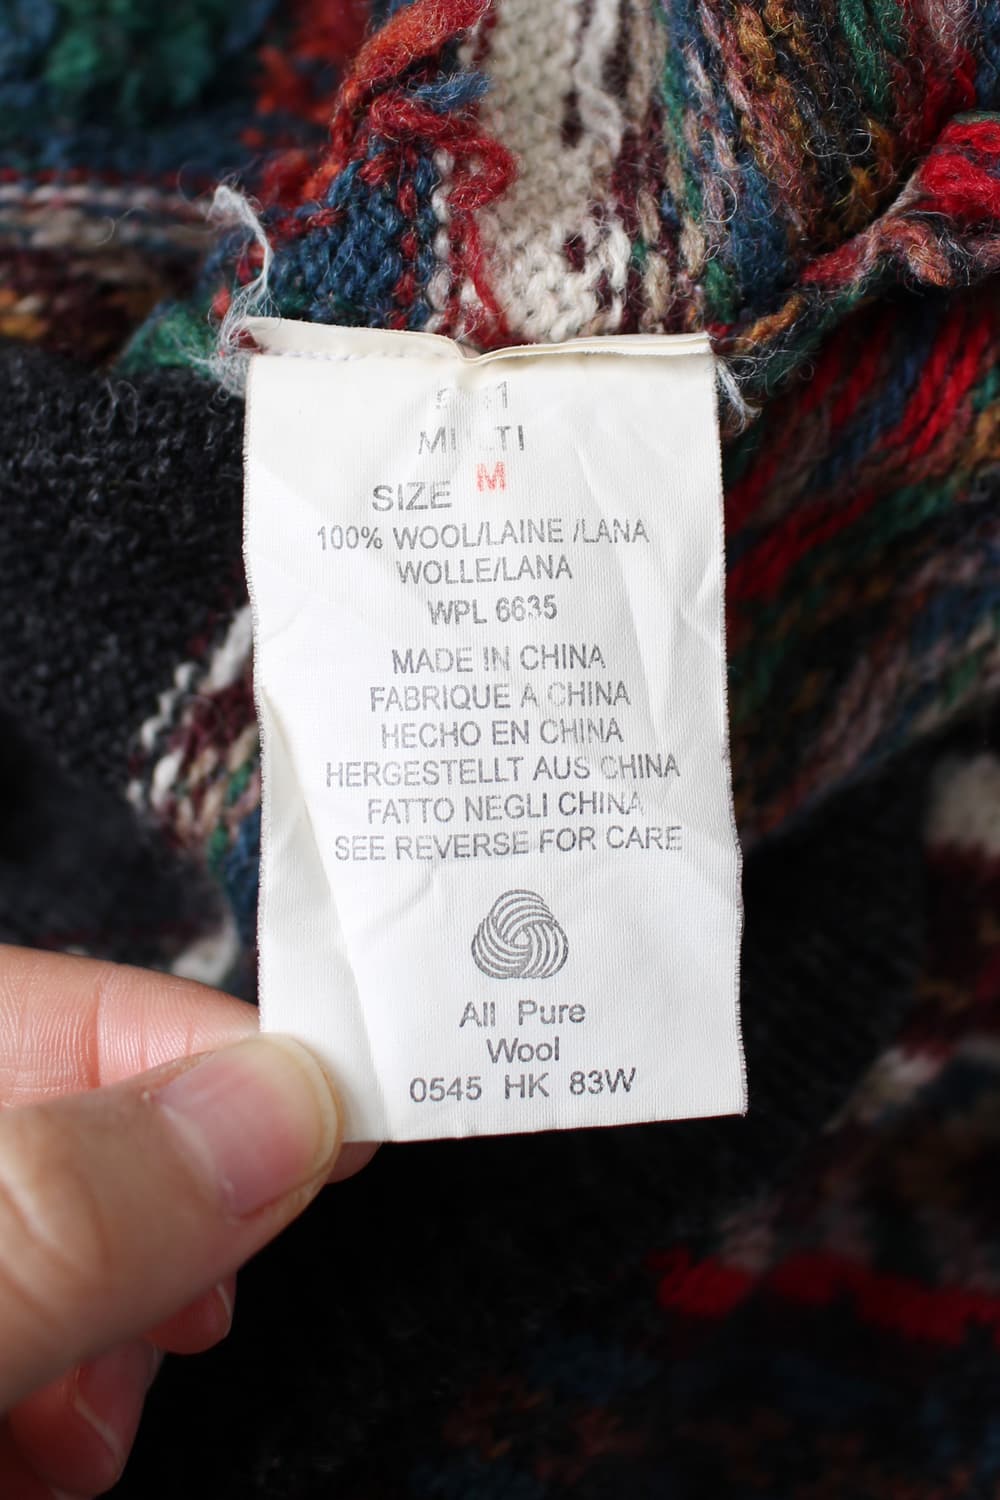 SIZE M
100% WOOL/LAINE /LANA
WOLLE/LANA
WPL 6635
MADE IN CHINA
FABRIQUE A CHINA
HECHO EN CHINA
HERGESTELLT AUS CHINA
FATTO NEGLI CHINA
SEE REVERSE FOR CARE
All Pure
Wool
0545 HK 83W